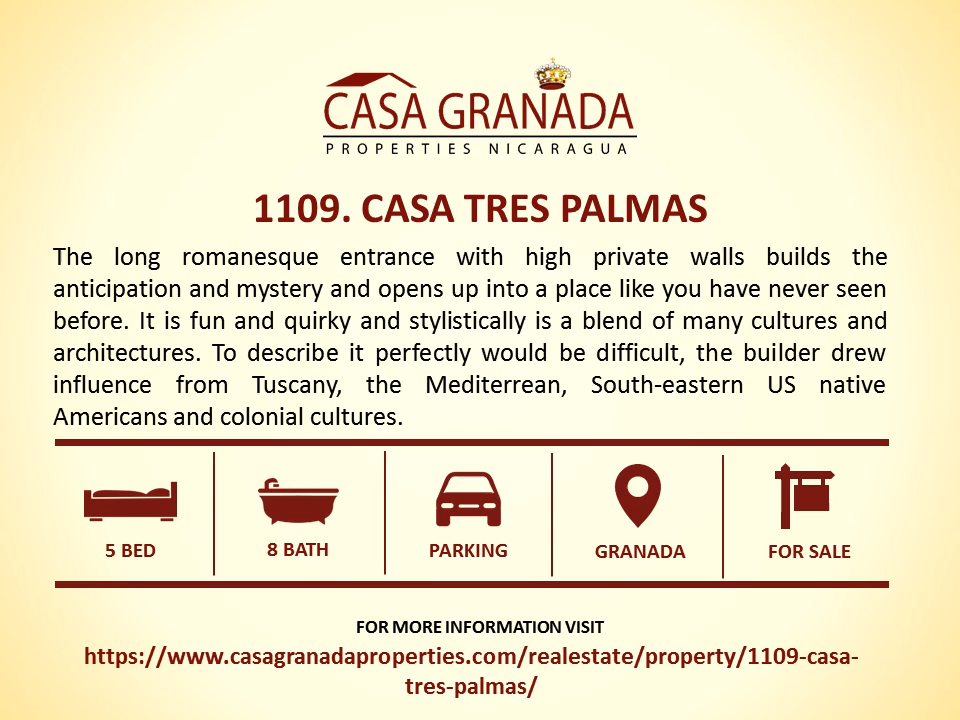 CASA GRANADA
PROPERTIES NICARAGUA
1109. CASA TRES PALMAS
The long romanesque entrance with high private walls builds the
anticipation and mystery and opens up into a place like you have never seen
before. It is fun and quirky and stylistically is a blend of many cultures and
architectures. To describe it perfectly would be difficult, the builder drew
influence from Tuscany, the Mediterrean, South-eastern US native
Americans and colonial cultures.
5 BED
8 BATH
PARKING
GRANADA
FOR SALE
FOR MORE INFORMATION VISIT
https://www.casagranadaproperties.com/realestate/property/1109-casa-
tres-palmas/